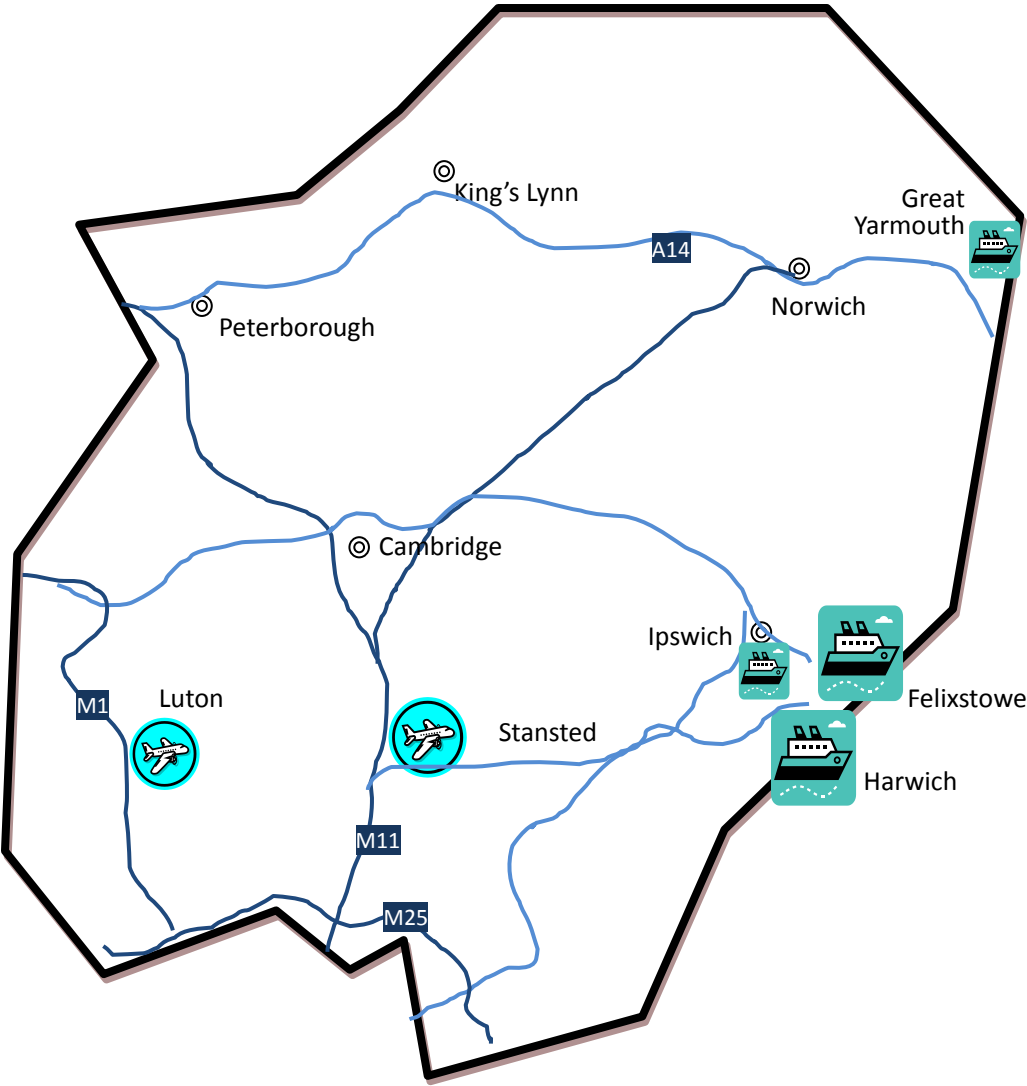 King’s Lynn
Great
Yarmouth
A14
Norwich
Peterborough
Cambridge
Ipswich
Luton
M1
Felixstowe
Stansted
Harwich
M11
M25